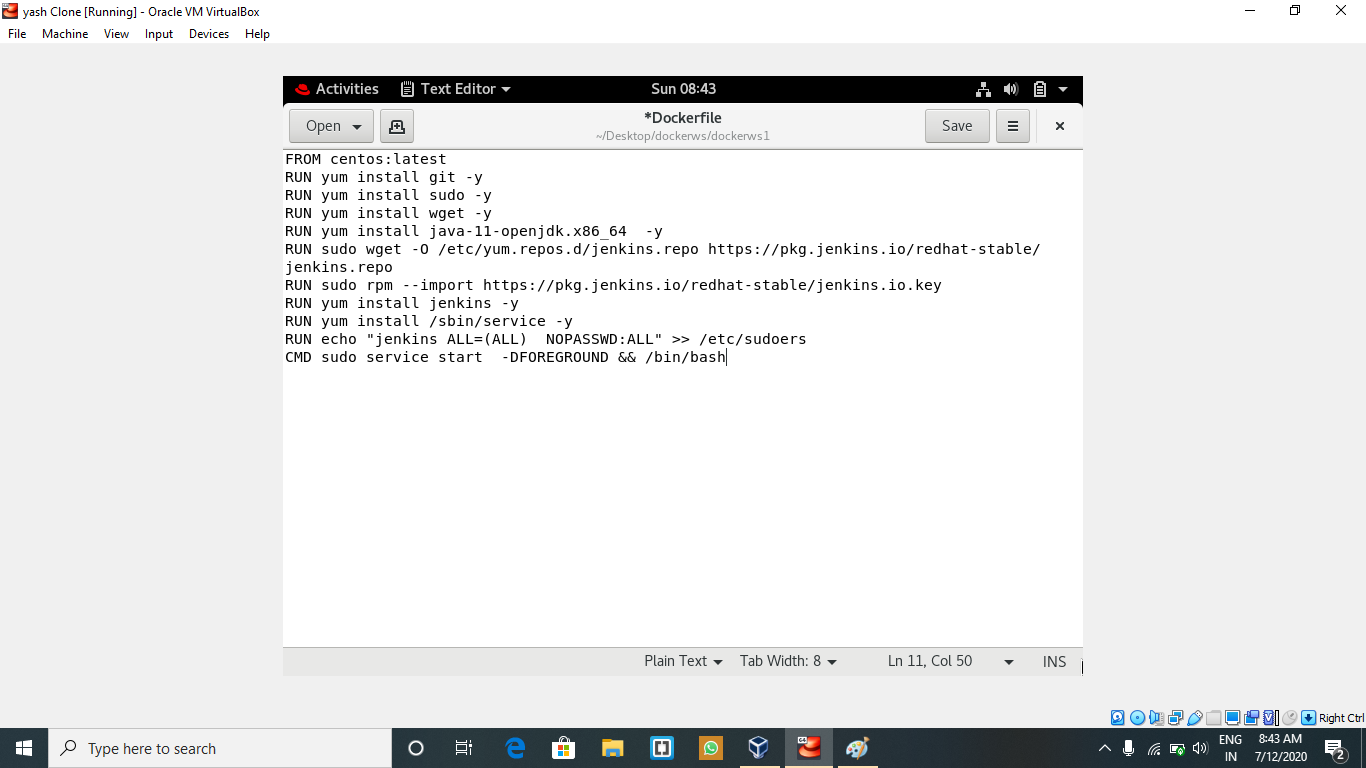 yash Clone [Running] - Oracle VM VirtualBox
File Machine View Input Devices Help
Activities Text Editor Sun 08:43
Open *Dockerfile Save
~/Desktop/dockerws/dockerws1
FROM centos:latest
RUN yum install git -y
RUN yum install sudo -y
RUN yum install wget -y
RUN yum install java-11-openjdk.x86_64  -y
RUN sudo wget -O /etc/yum.repos.d/jenkins.repo https://pkg.jenkins.io/redhat-stable/
jenkins.repo
RUN sudo rpm --import https://pkg.jenkins.io/redhat-stable/jenkins.io.key
RUN yum install jenkins -y
RUN yum install /sbin/service -y
RUN echo "jenkins ALL=(ALL)  NOPASSWD:ALL" >> /etc/sudoers
CMD sudo service start  -DFOREGROUND && /bin/bash
Plain Text Tab Width: 8 Ln 11, Col 50 INS
Right Ctrl
Type here to search
ENG 8:43 AM
IN 7/12/2020
2